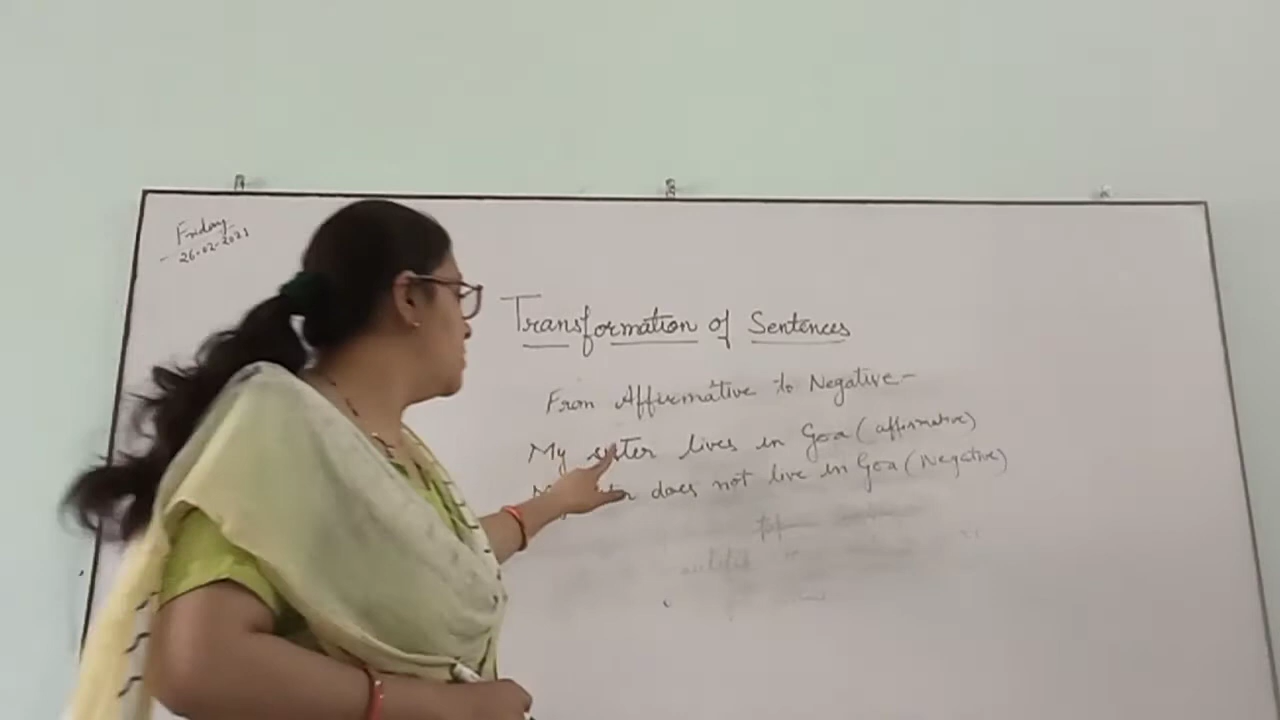 Friday
26-02-2021
Transformation of Sentences
From Affirmative to Negative-
My sister lives in Goa (affirmative)
does not live in Goa (Negative)